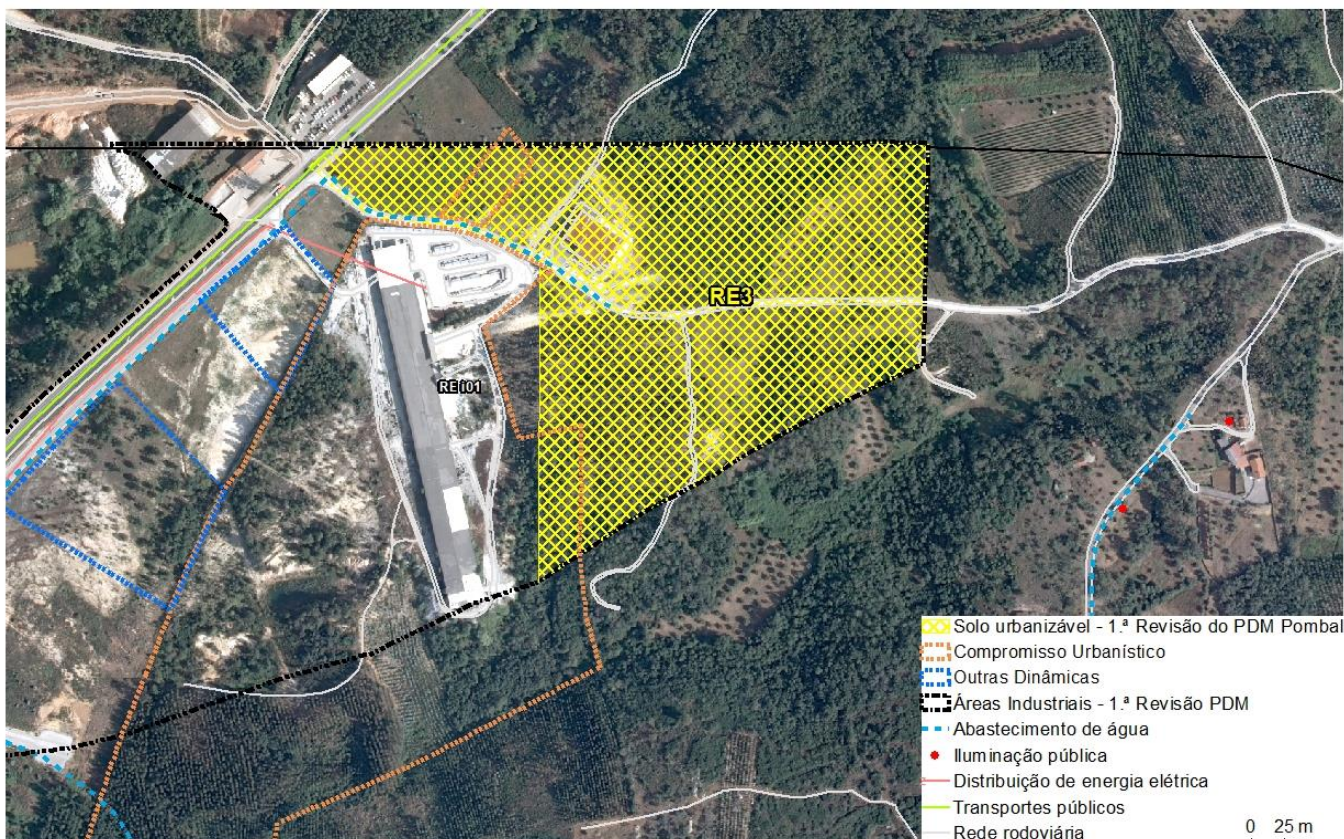 RE3
RE i01
Solo urbanizável - 1.ª Revisão do PDM Pombal
Compromisso Urbanístico
Outras Dinâmicas
Áreas Industriais - 1.ª Revisão PDM
Abastecimento de água
Iluminação pública
Distribuição de energia elétrica
Transportes públicos
Rede rodoviária
0 25 m